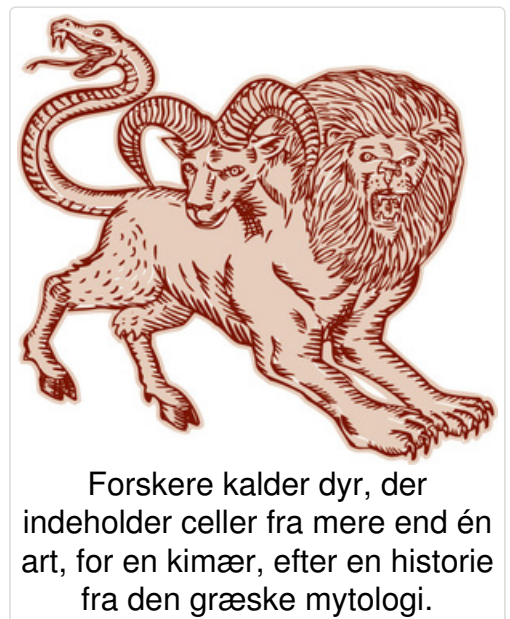 Forskere kalder dyr, der
indeholder celler fra mere end én
art, for en kimær, efter en historie
fra den græske mytologi.